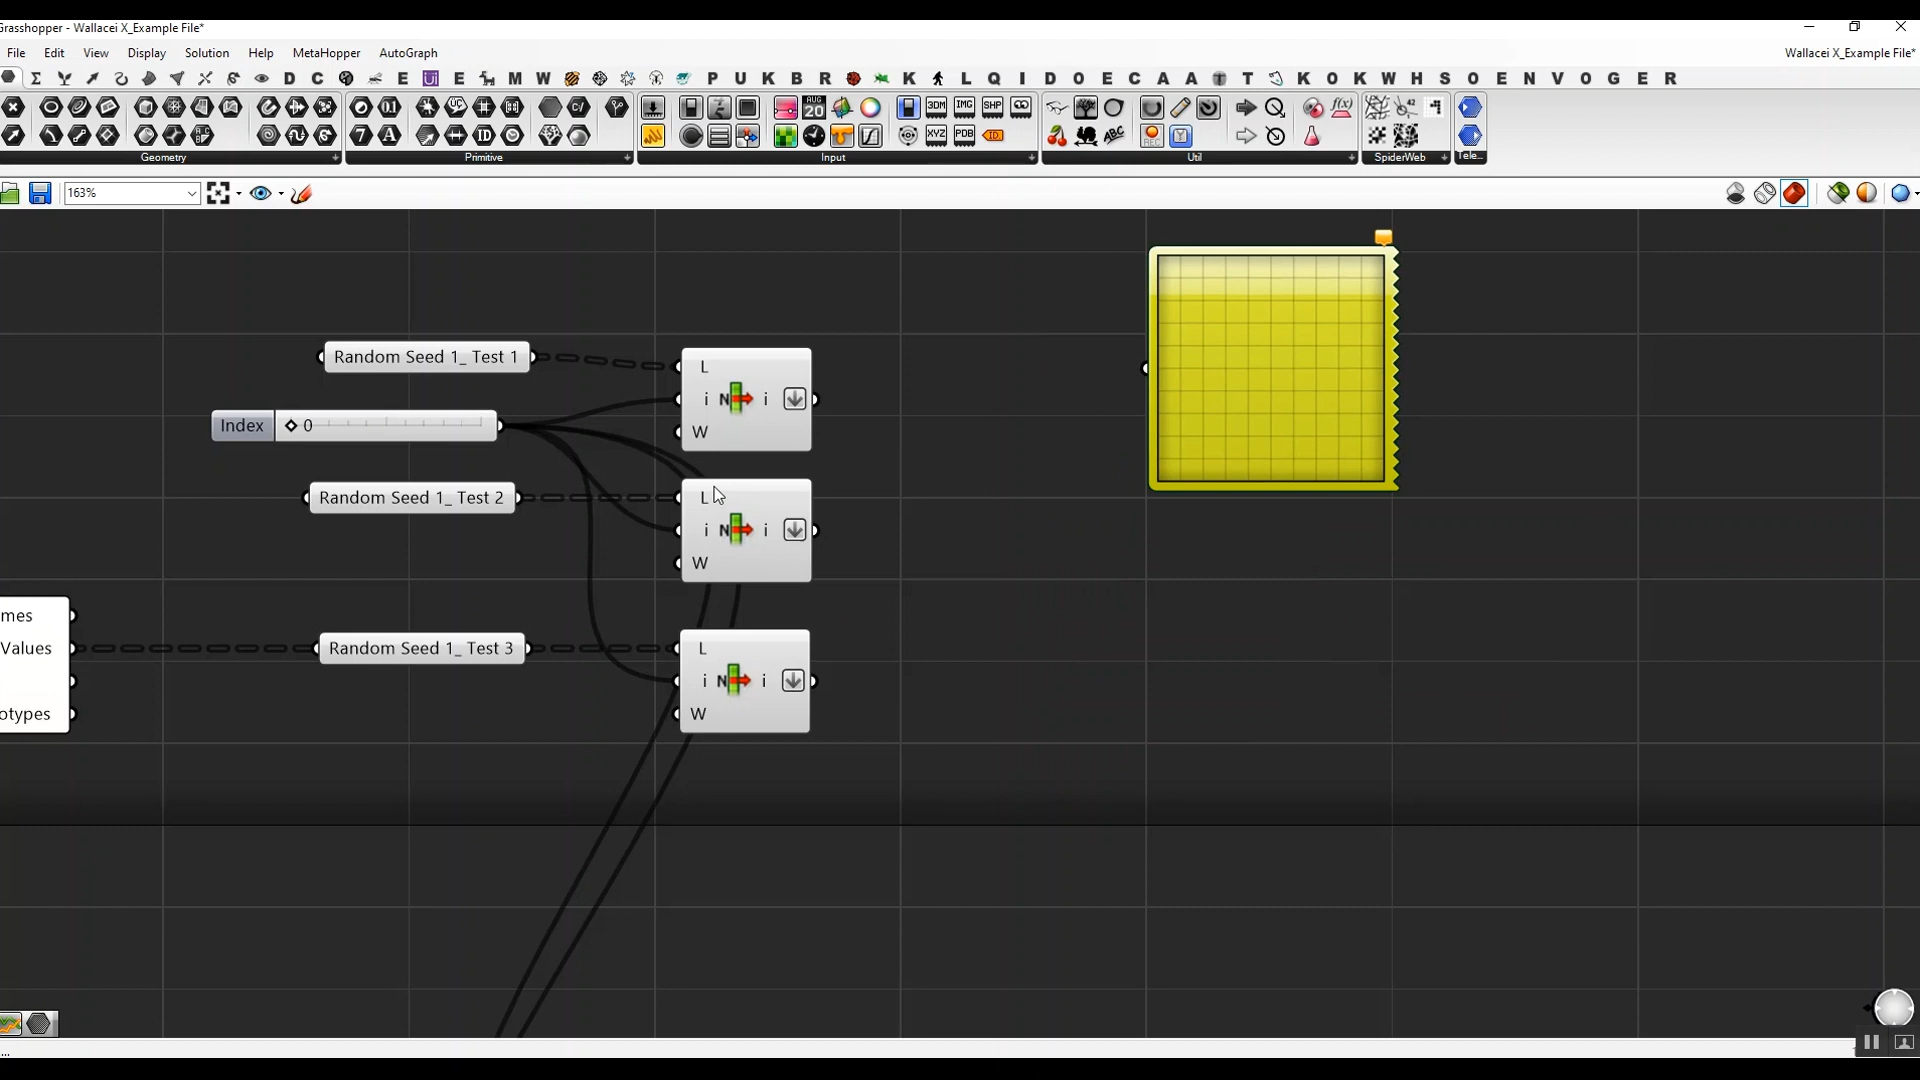 Grasshopper - Wallacei X_Example File*
File Edit View Display Solution Help MetaHopper AutoGraph
Wallacei X_Example File*
D C E E M W P U K B R K L Q I D O E C A A T K O K W H S O E N V O G E R
Geometry
Primitive
Input
Util
SpiderWeb
Tele...
163%
Random Seed 1_ Test 1
L
i N i
W
Index 0
Random Seed 1_ Test 2
L
i N i
W
mes
Values
otypes
Random Seed 1_ Test 3
L
i N i
W
...